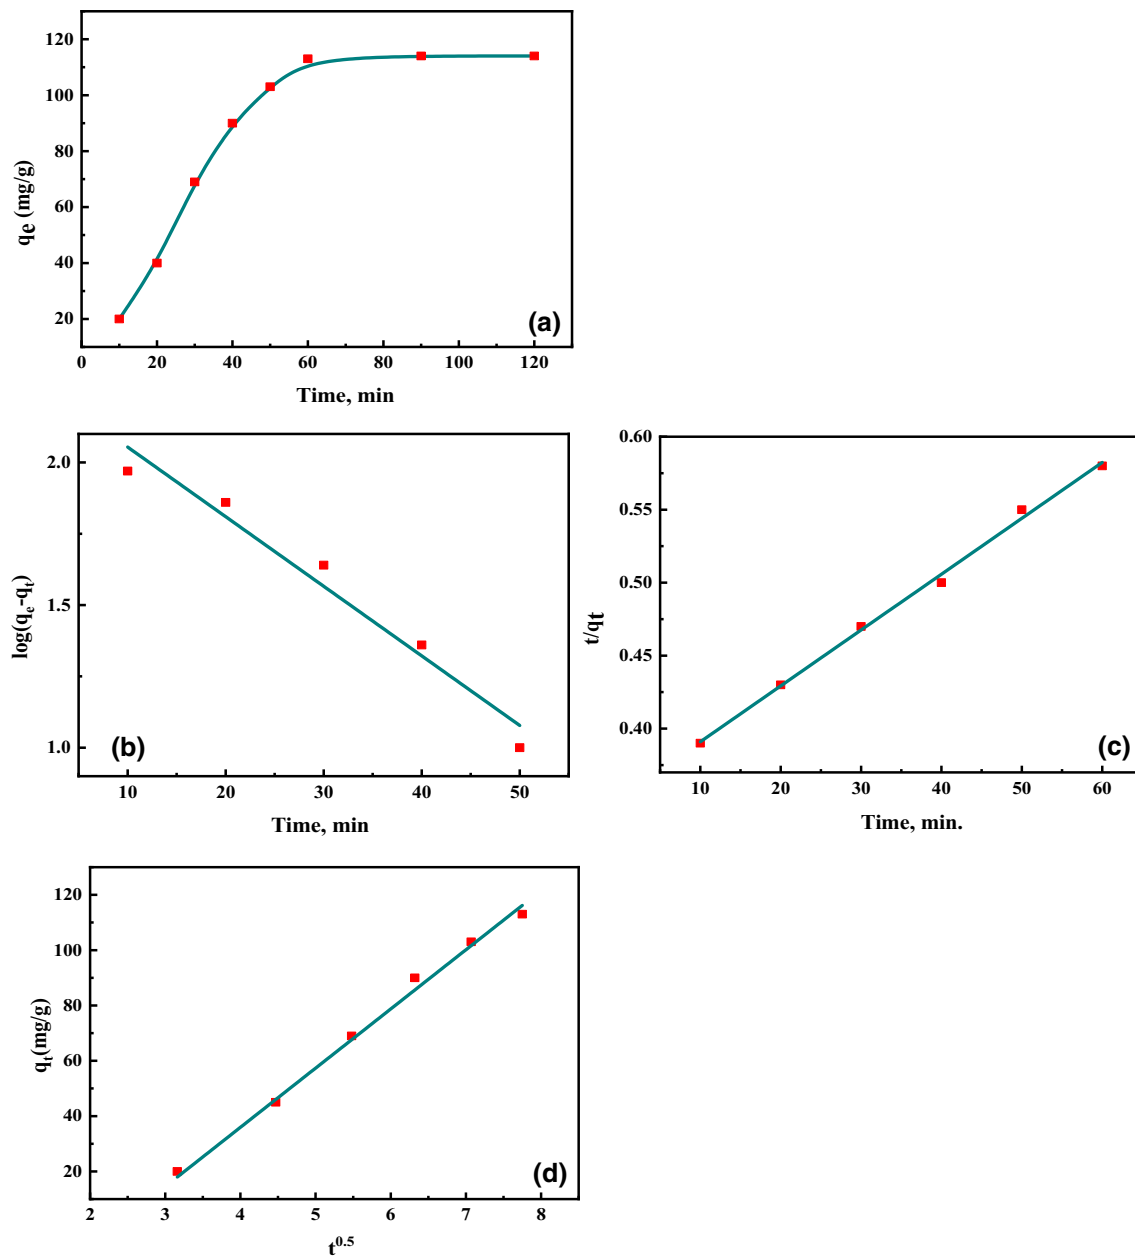 120
100
80
60
40
20
qe (mg/g)
(a)
0 20 40 60 80 100 120
Time, min
2.0
1.5
1.0
log(qe-qt)
(b)
10 20 30 40 50
Time, min
0.60
0.55
0.50
0.45
0.40
t/qt
(c)
10 20 30 40 50 60
Time, min.
120
100
80
60
40
20
qt(mg/g)
(d)
2 3 4 5 6 7 8
t^0.5